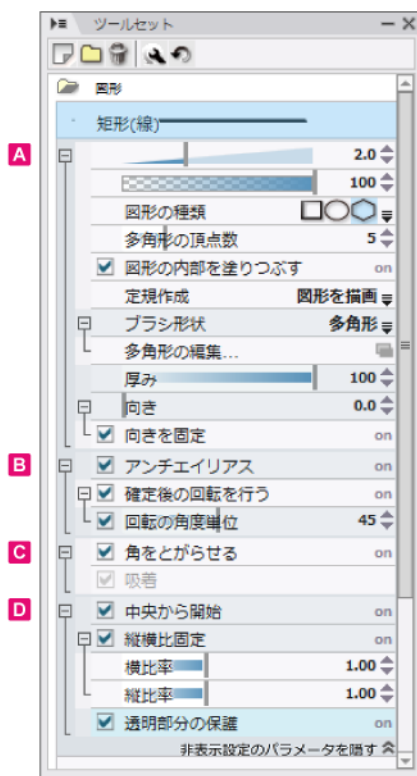 ツールセット
図形
矩形(線)
A
2.0
100
図形の種類
多角形の頂点数 5
図形の内部を塗りつぶす on
定規作成 図形を描画
ブラシ形状 多角形
多角形の編集...
厚み 100
向き 0.0
向きを固定 on
B アンチエイリアス on
確定後の回転を行う on
回転の角度単位 45
C 角をとがらせる on
吸着
D 中央から開始 on
縦横比固定 on
横比率 1.00
縦比率 1.00
透明部分の保護 on
非表示設定のパラメータを隠す